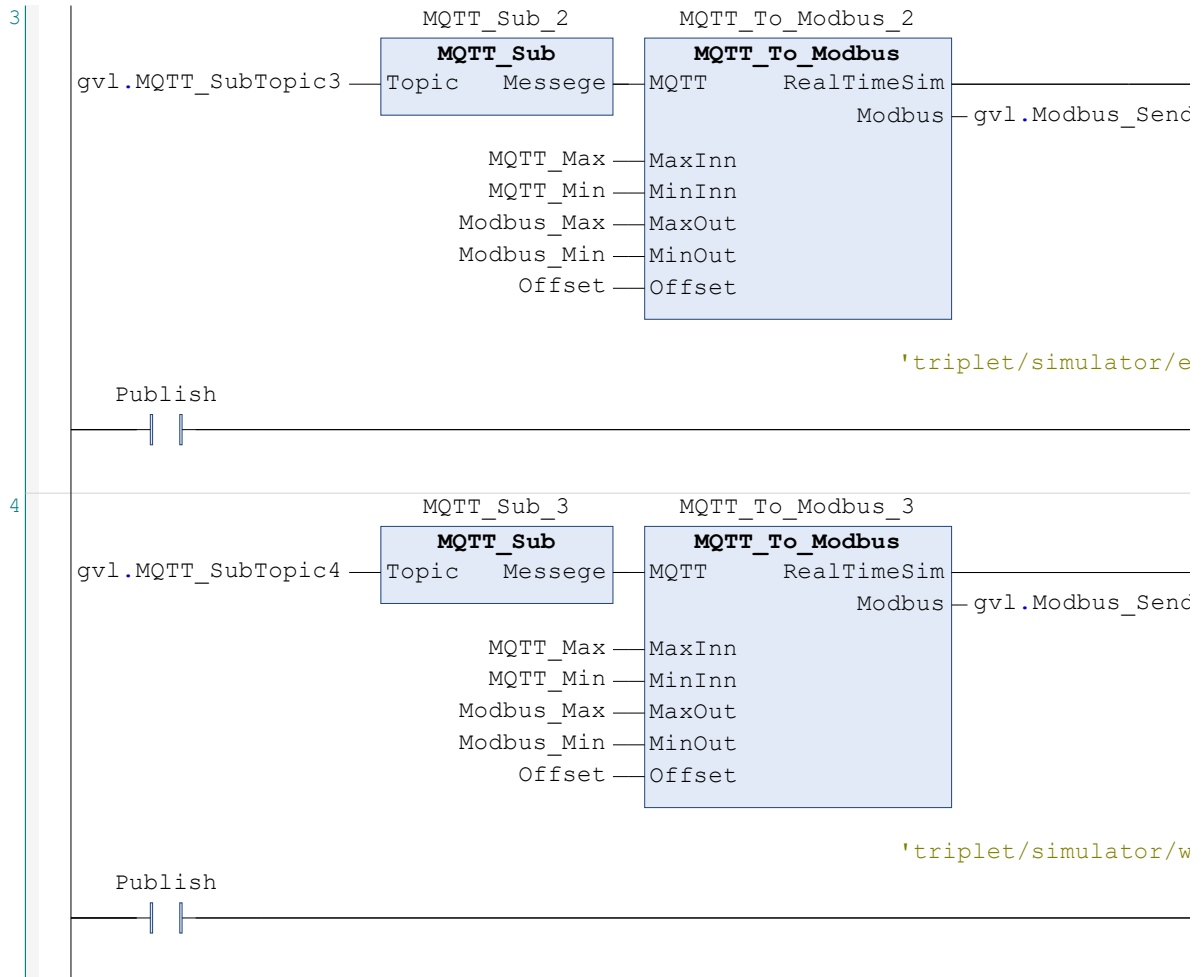 3
MQTT_Sub_2 MQTT_To_Modbus_2
MQTT_Sub MQTT_To_Modbus
gvl.MQTT_SubTopic3 Topic Messege MQTT RealTimeSim
Modbus gvl.Modbus_Send
MQTT_Max MaxInn
MQTT_Min MinInn
Modbus_Max MaxOut
Modbus_Min MinOut
Offset Offset
'triplet/simulator/e
Publish
4
MQTT_Sub_3 MQTT_To_Modbus_3
MQTT_Sub MQTT_To_Modbus
gvl.MQTT_SubTopic4 Topic Messege MQTT RealTimeSim
Modbus gvl.Modbus_Send
MQTT_Max MaxInn
MQTT_Min MinInn
Modbus_Max MaxOut
Modbus_Min MinOut
Offset Offset
'triplet/simulator/w
Publish